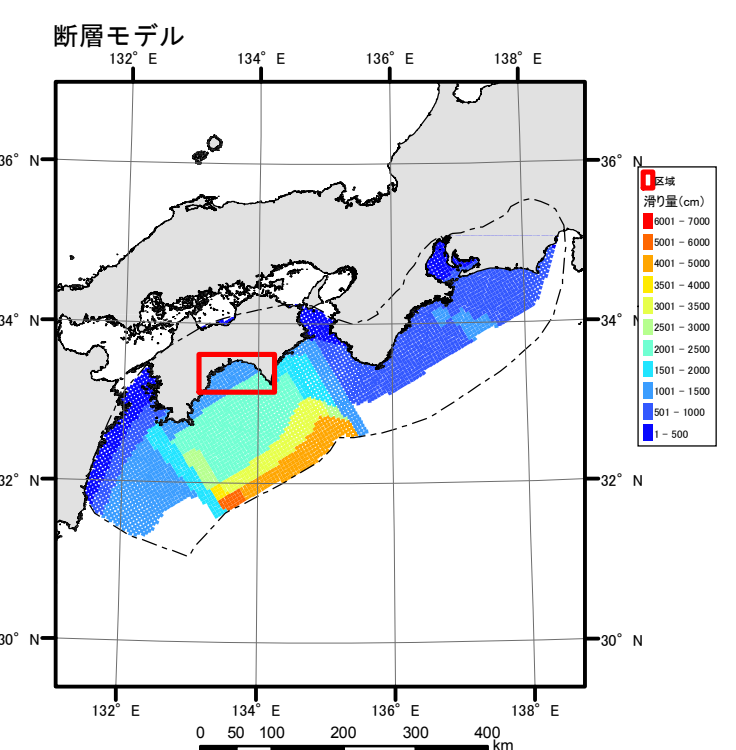 断層モデル
132° E 134° E 136° E 138° E
36° N 36° N
34° N 34° N
32° N 32° N
30° N 30° N
132° E 134° E 136° E 138° E
0 50 100 200 300 400
km
区域
滑り量(cm)
6001 - 7000
5001 - 6000
4001 - 5000
3501 - 4000
3001 - 3500
2501 - 3000
2001 - 2500
1501 - 2000
1001 - 1500
501 - 1000
1 - 500